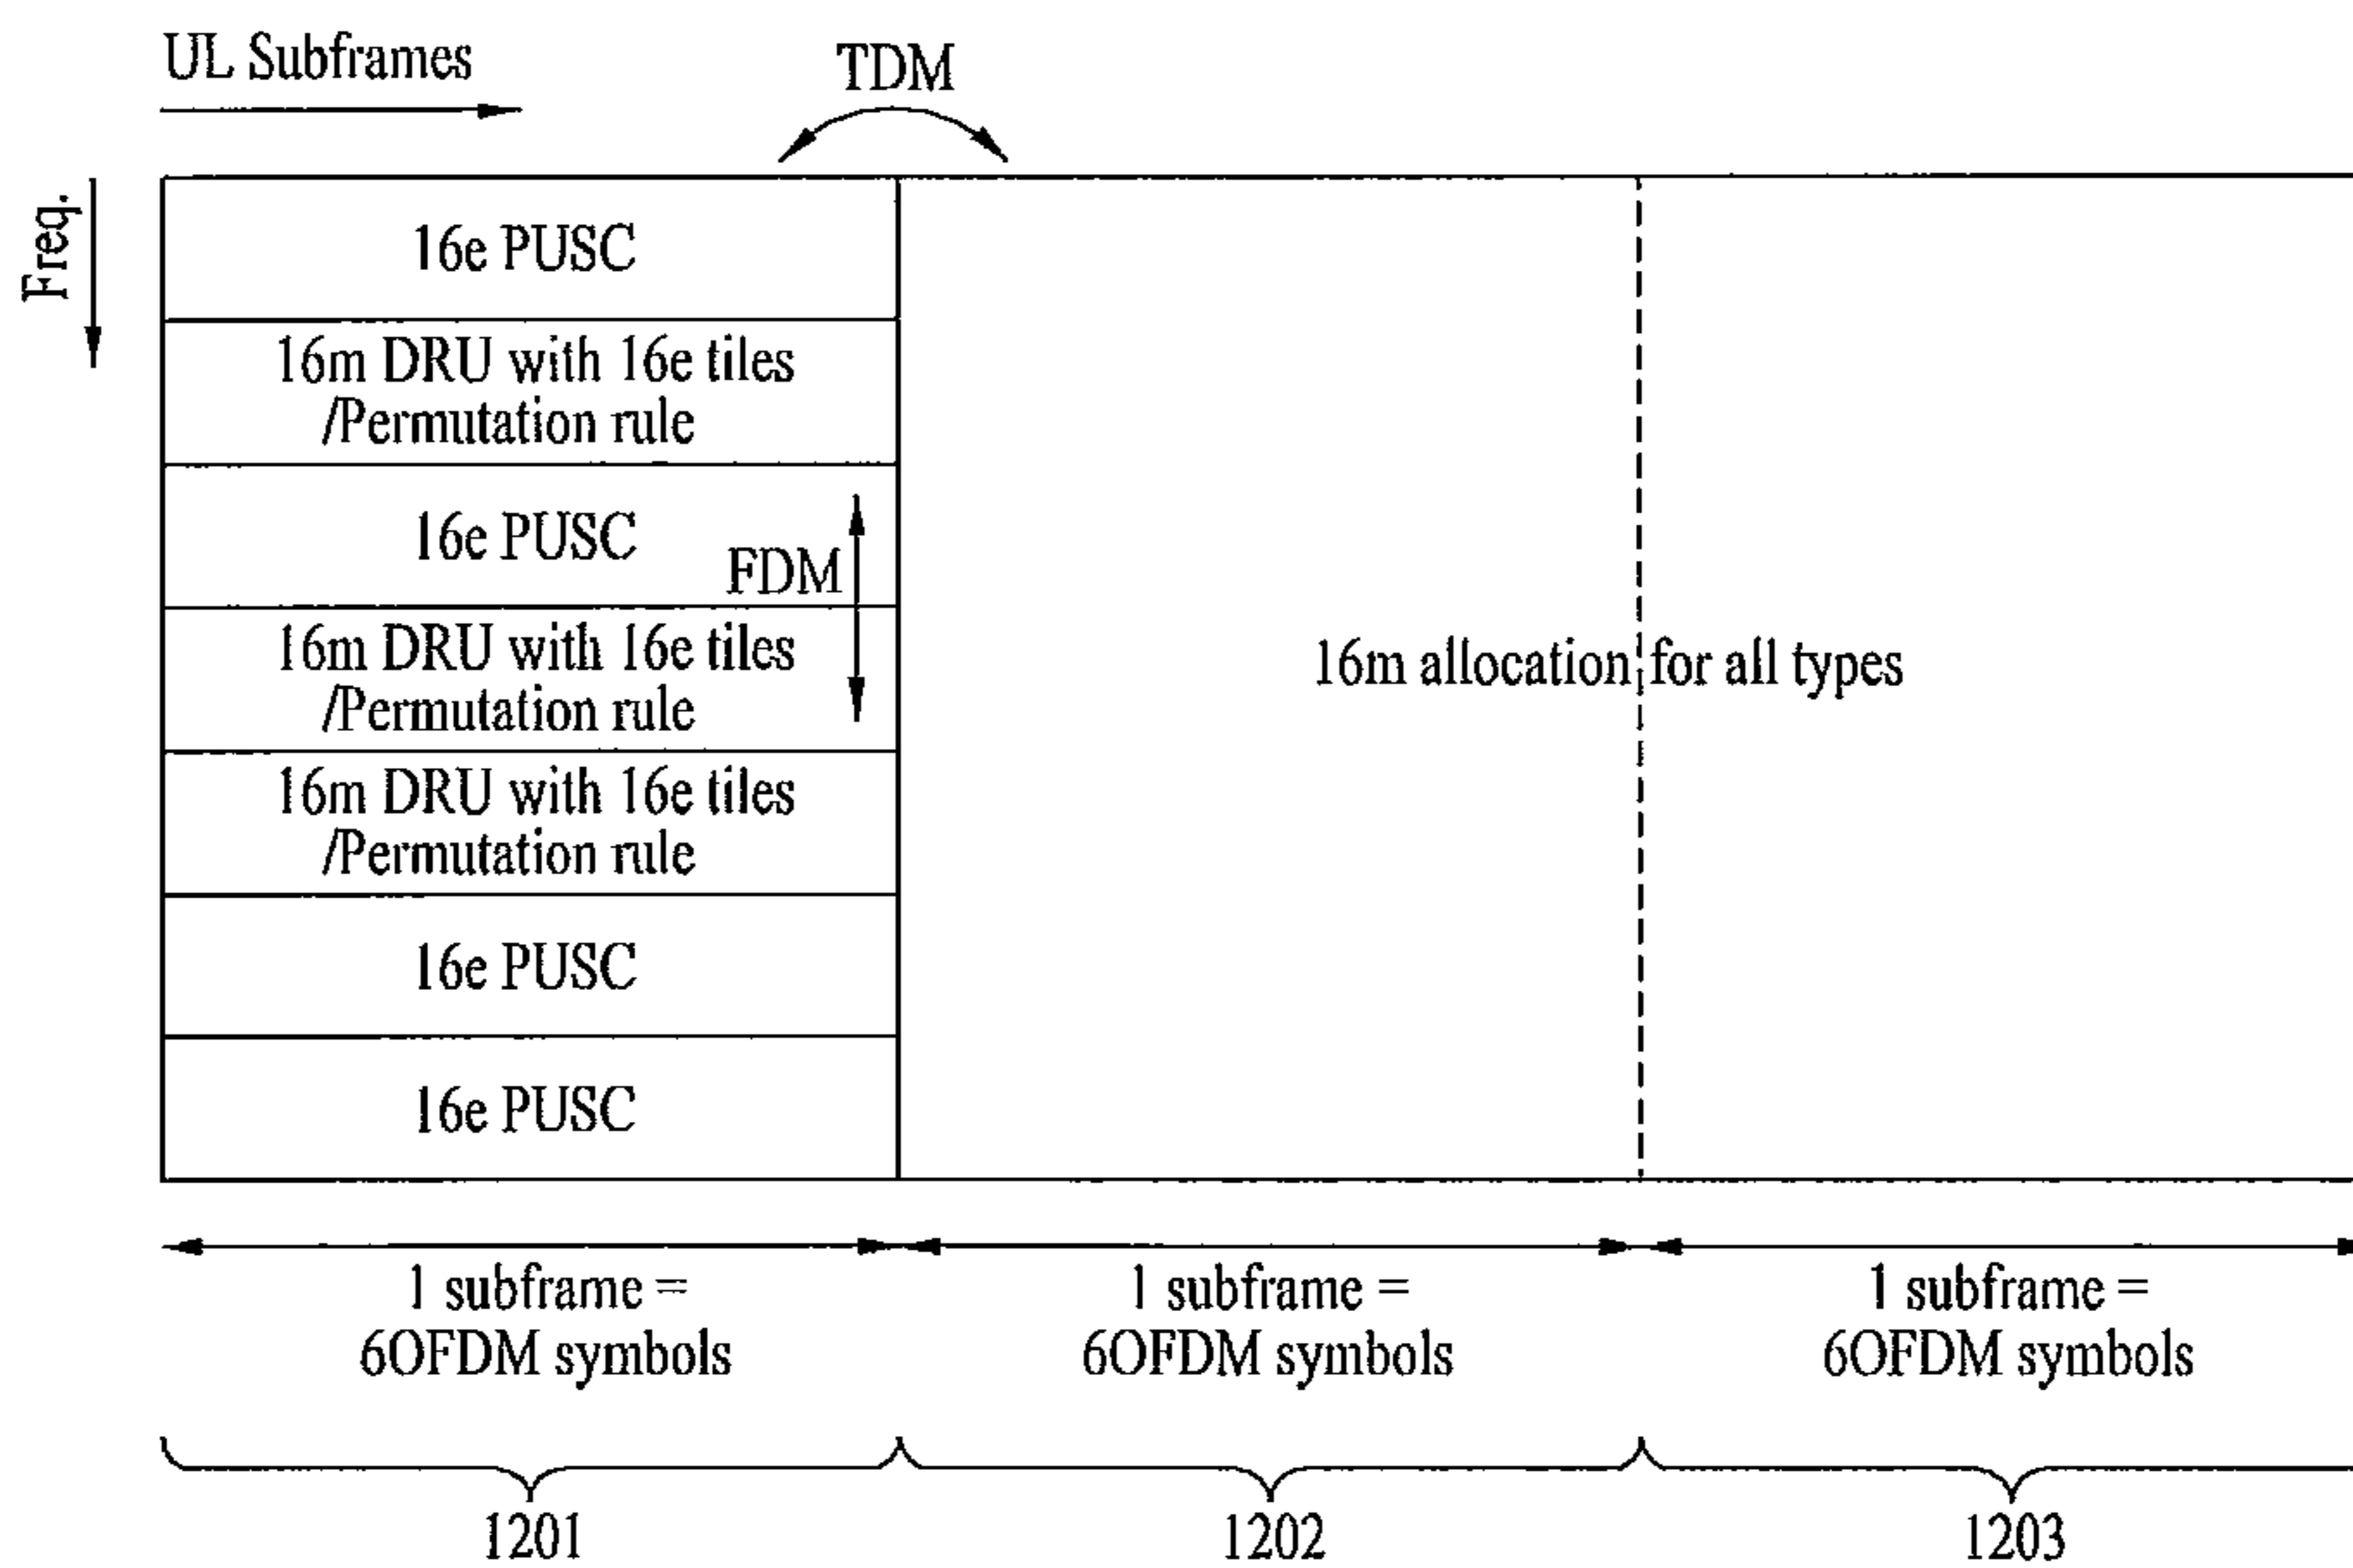 UL Subframes
TDM
Freq.
16e PUSC
16m DRU with 16e tiles
/Permutation rule
16e PUSC
FDM
16m DRU with 16e tiles
/Permutation rule
16m allocation for all types
16m DRU with 16e tiles
/Permutation rule
16e PUSC
16e PUSC
1 subframe =
6OFDM symbols
1 subframe =
6OFDM symbols
1 subframe =
6OFDM symbols
1201
1202
1203